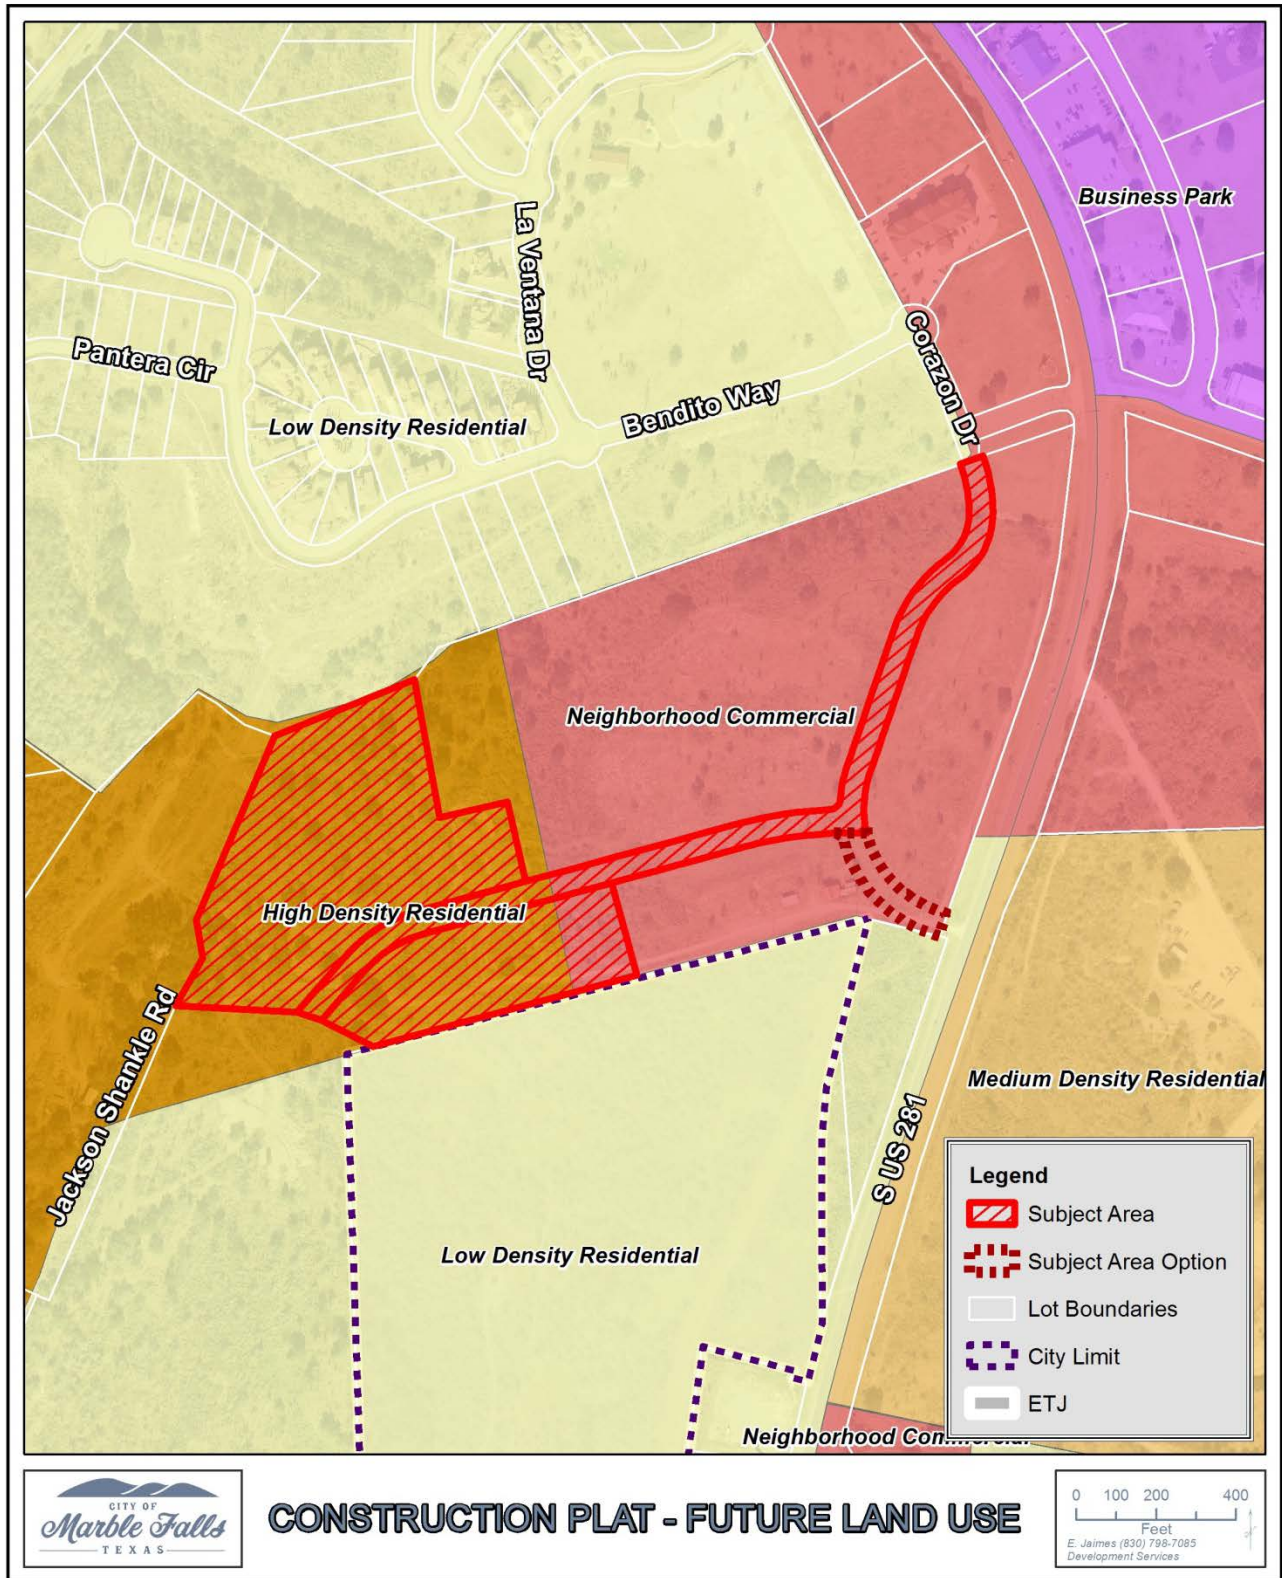 Business Park
La Ventana Dr
Corazon Dr
Pantera Cir
Bendito Way
Low Density Residential
Neighborhood Commercial
High Density Residential
Jackson Shankle Rd
Medium Density Residential
S US 281
Low Density Residential
Neighborhood Commercial
Legend
Subject Area
Subject Area Option
Lot Boundaries
City Limit
ETJ
CITY OF
Marble Falls
TEXAS
CONSTRUCTION PLAT - FUTURE LAND USE
0 100 200 400
Feet
E. Jaimes (830) 798-7085
Development Services